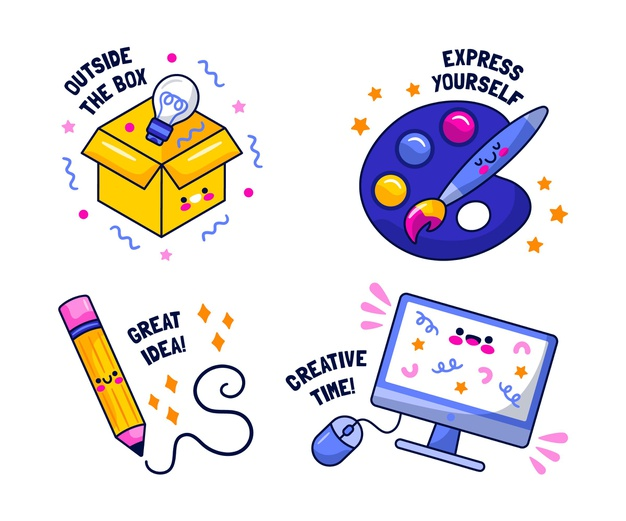 OUTSIDE
THE BOX
EXPRESS
YOURSELF
GREAT
IDEA!
CREATIVE
TIME!